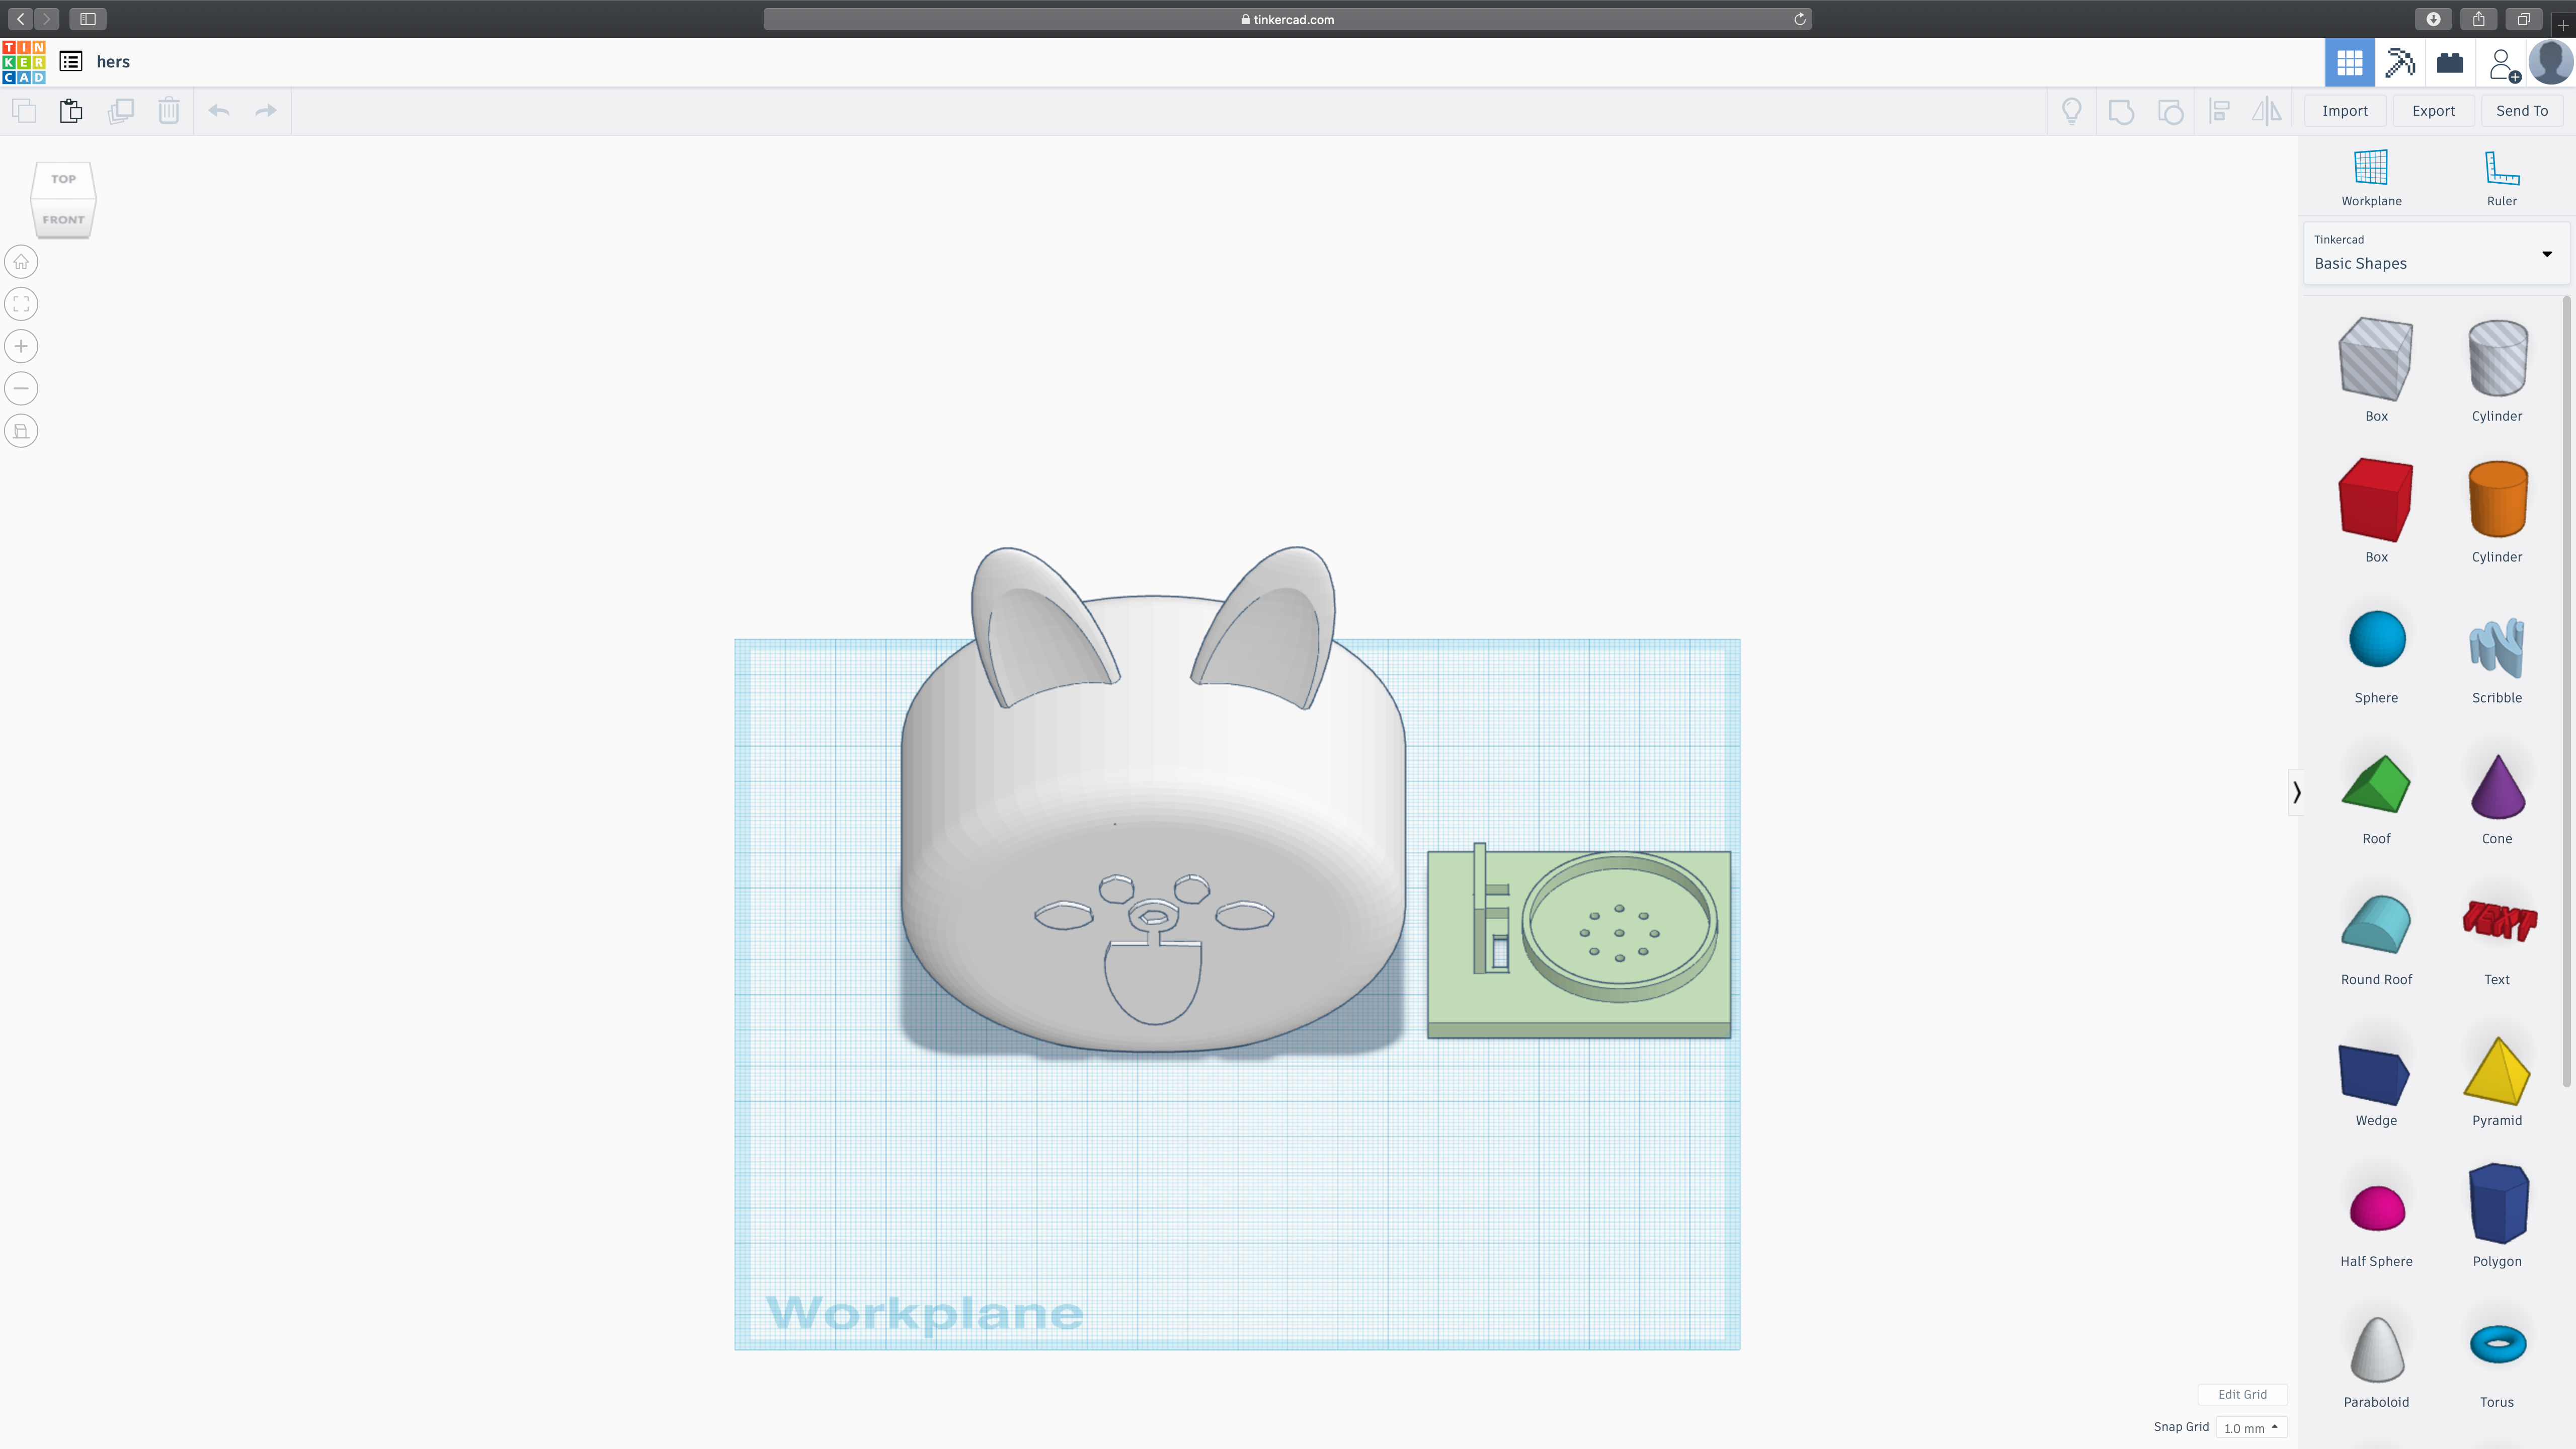 tinkercad.com
TIN
KER
CAD
hers
Import
Export
Send To
TOP
FRONT
Workplane
Ruler
Tinkercad
Basic Shapes
Box
Cylinder
Box
Cylinder
Sphere
Scribble
Roof
Cone
TEXT
Round Roof
Text
Wedge
Pyramid
Half Sphere
Polygon
Workplane
Paraboloid
Torus
Edit Grid
Snap Grid
1.0 mm